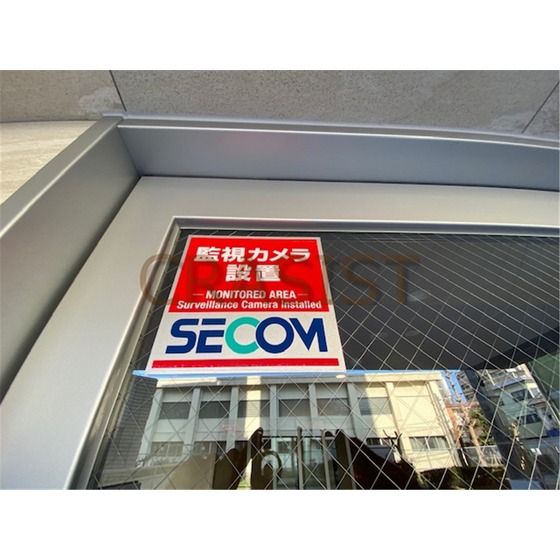 監視カメラ
設置
MONITORED AREA
Surveillance Camera Installed
SECOM